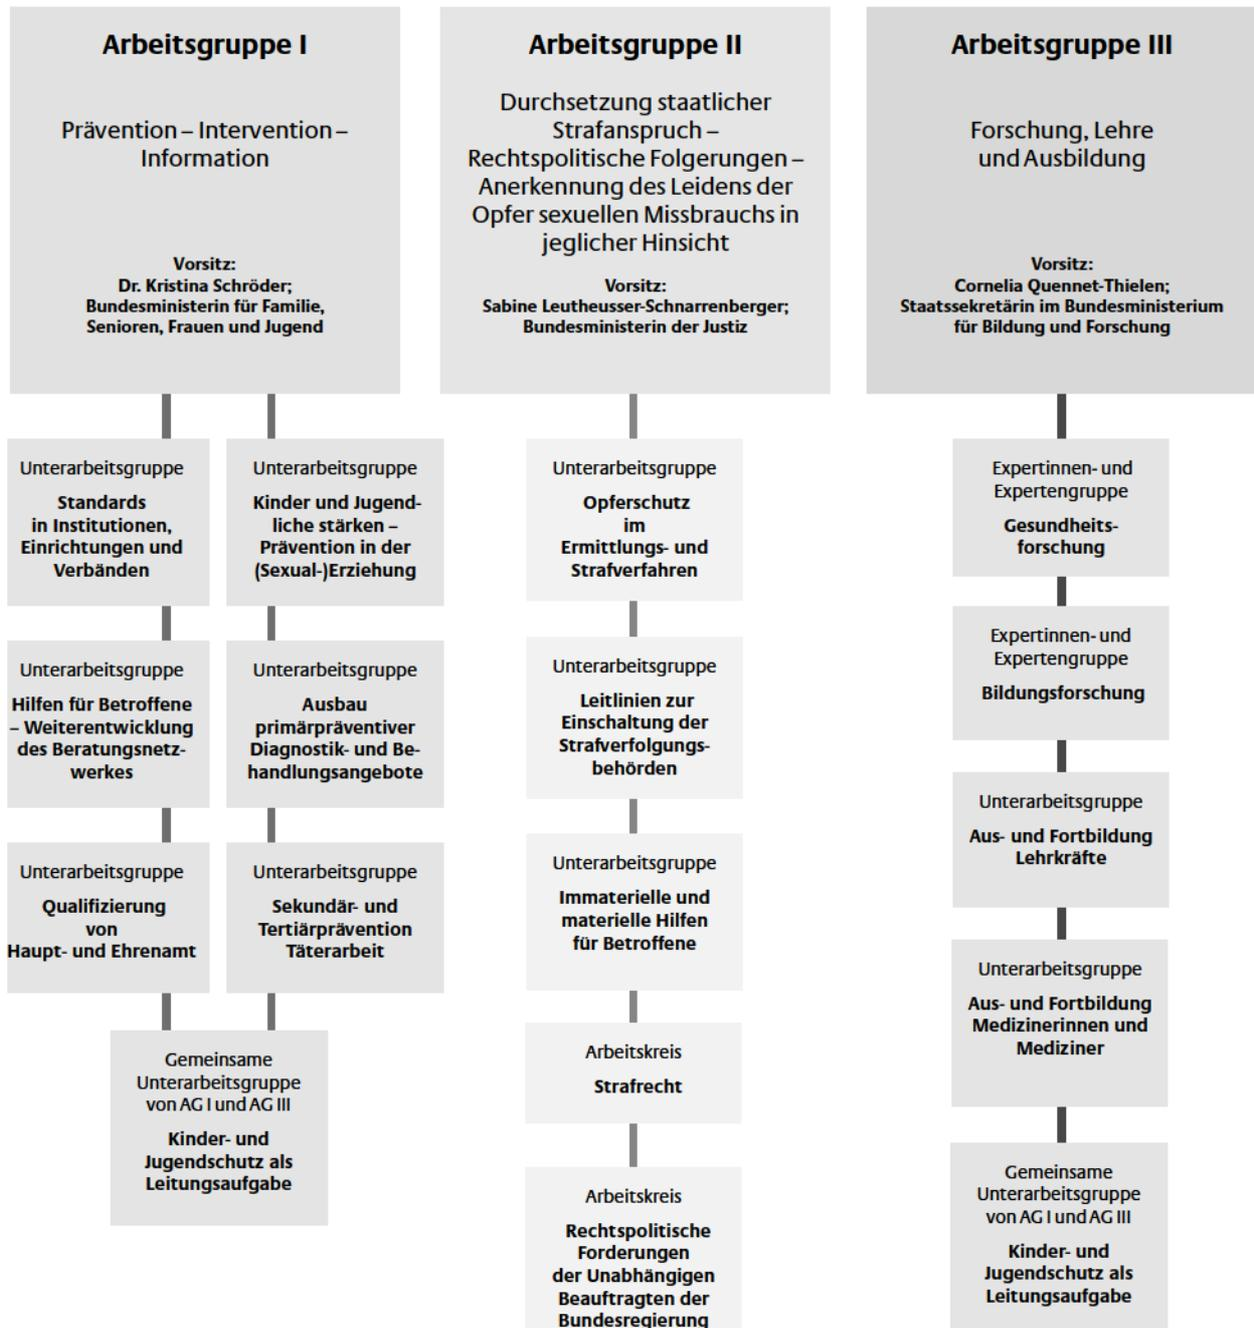 Arbeitsgruppe I
Prävention – Intervention –
Information
Vorsitz:
Dr. Kristina Schröder;
Bundesministerin für Familie,
Senioren, Frauen und Jugend
Unterarbeitsgruppe
Standards
in Institutionen,
Einrichtungen und
Verbänden
Unterarbeitsgruppe
Kinder und Jugend-
liche stärken –
Prävention in der
(Sexual-)Erziehung
Unterarbeitsgruppe
Hilfen für Betroffene
– Weiterentwicklung
des Beratungsnetz-
werkes
Unterarbeitsgruppe
Ausbau
primärpräventiver
Diagnostik- und Be-
handlungsangebote
Unterarbeitsgruppe
Qualifizierung
von
Haupt- und Ehrenamt
Unterarbeitsgruppe
Sekundär- und
Tertiärprävention
Täterarbeit
Gemeinsame
Unterarbeitsgruppe
von AG I und AG III
Kinder- und
Jugendschutz als
Leitungsaufgabe
Arbeitsgruppe II
Durchsetzung staatlicher
Strafanspruch –
Rechtspolitische Folgerungen –
Anerkennung des Leidens der
Opfer sexuellen Missbrauchs in
jeglicher Hinsicht
Vorsitz:
Sabine Leutheusser-Schnarrenberger;
Bundesministerin der Justiz
Unterarbeitsgruppe
Opferschutz
im
Ermittlungs- und
Strafverfahren
Unterarbeitsgruppe
Leitlinien zur
Einschaltung der
Strafverfolgungs-
behörden
Unterarbeitsgruppe
Immaterielle und
materielle Hilfen
für Betroffene
Arbeitskreis
Strafrecht
Arbeitskreis
Rechtspolitische
Forderungen
der Unabhängigen
Beauftragten der
Bundesregierung
Arbeitsgruppe III
Forschung, Lehre
und Ausbildung
Vorsitz:
Cornelia Quennet-Thielen;
Staatssekretärin im Bundesministerium
für Bildung und Forschung
Expertinnen- und
Expertengruppe
Gesundheits-
forschung
Expertinnen- und
Expertengruppe
Bildungsforschung
Unterarbeitsgruppe
Aus- und Fortbildung
Lehrkräfte
Unterarbeitsgruppe
Aus- und Fortbildung
Medizinerinnen und
Mediziner
Gemeinsame
Unterarbeitsgruppe
von AG I und AG III
Kinder- und
Jugendschutz als
Leitungsaufgabe